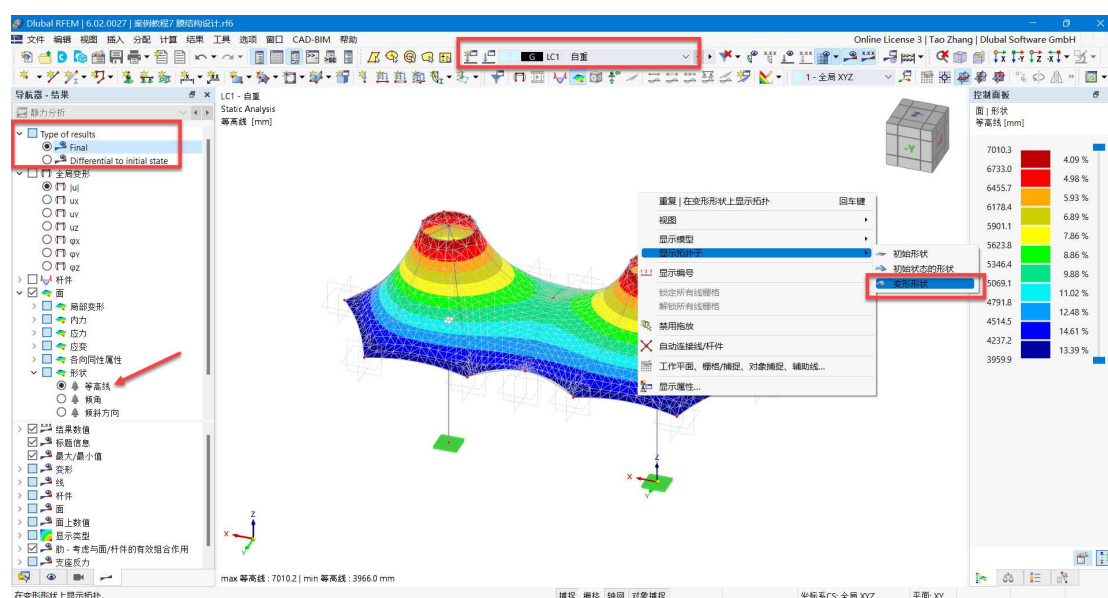 Dlubal RFEM | 6.02.0027 | 案例教程7 膜结构设计.rf6
文件 编辑 视图 插入 分配 计算 结果 工具 选项 窗口 CAD-BIM 帮助
Online License 3 | Tao Zhang | Dlubal Software GmbH
G LC1 自重
1 - 全局 XYZ
导航器 - 结果
静力分析
Type of results
Final
Differential to initial state
全局变形
|u|
ux
uY
uz
φx
φY
φz
杆件
面
局部变形
内力
应力
应变
各向同性属性
形状
等高线
倾角
倾斜方向
结果数值
标题信息
最大/最小值
变形
线
杆件
面
面上数值
显示类型
肋 - 考虑与面/杆件的有效组合作用
支座反力
LC1 - 自重
Static Analysis
等高线 [mm]
-Y
Z
X
Y
Z
X
Y
max 等高线 : 7010.2 | min 等高线 : 3966.0 mm
重复 | 在变形形状上显示拓扑 回车键
视图
显示模型
显示拓扑于
显示编号
锁定所有线栅格
解锁所有线栅格
禁用拖放
自动连接线/杆件
工作平面、栅格/捕捉、对象捕捉、辅助线...
显示属性...
初始形状
初始状态的形状
变形形状
控制面板
面 | 形状
等高线 [mm]
7010.3
4.09 %
6733.0
4.98 %
6455.7
5.93 %
6178.4
6.89 %
5901.1
7.86 %
5623.8
8.86 %
5346.4
9.88 %
5069.1
11.02 %
4791.8
12.48 %
4514.5
14.61 %
4237.2
13.39 %
3959.9
在变形形状上显示拓扑.
捕捉 栅格 轴网 对象捕捉
坐标系CS: 全局 XYZ
平面: XY